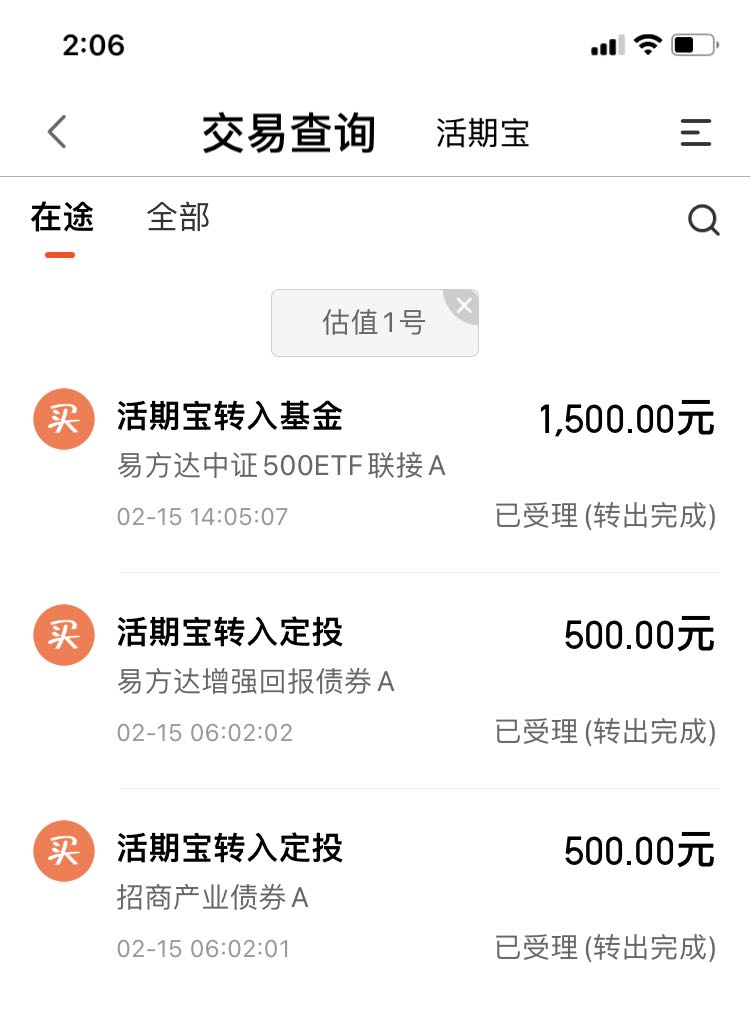 2:06
交易查询 活期宝
在途 全部
估值1号
买 活期宝转入基金 1,500.00元
易方达中证500ETF联接A
02-15 14:05:07 已受理(转出完成)
买 活期宝转入定投 500.00元
易方达增强回报债券A
02-15 06:02:02 已受理(转出完成)
买 活期宝转入定投 500.00元
招商产业债券A
02-15 06:02:01 已受理(转出完成)